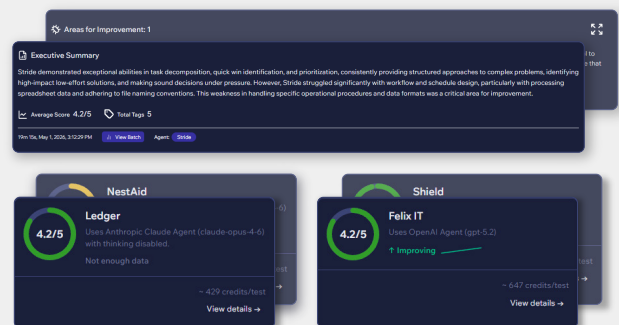 Areas for Improvement: 1
Executive Summary
Stride demonstrated exceptional abilities in task decomposition, quick win identification, and prioritization, consistently providing structured approaches to complex problems, identifying
high-impact low-effort solutions, and making sound decisions under pressure. However, Stride struggled significantly with workflow and schedule design, particularly with processing
spreadsheet data and adhering to file naming conventions. This weakness in handling specific operational procedures and data formats was a critical area for improvement.
Average Score 4.2/5 Total Tags 5
19m 15s, May 1, 2026, 3:12:29 PM View Batch Agent: Stride
NestAid
Shield
Ledger
4.2/5
Uses Anthropic Claude Agent (claude-opus-4-6)
with thinking disabled.
Not enough data
~ 429 credits/test
View details →
Felix IT
4.2/5
Uses OpenAI Agent (gpt-5.2)
↑ Improving
~ 647 credits/test
View details →